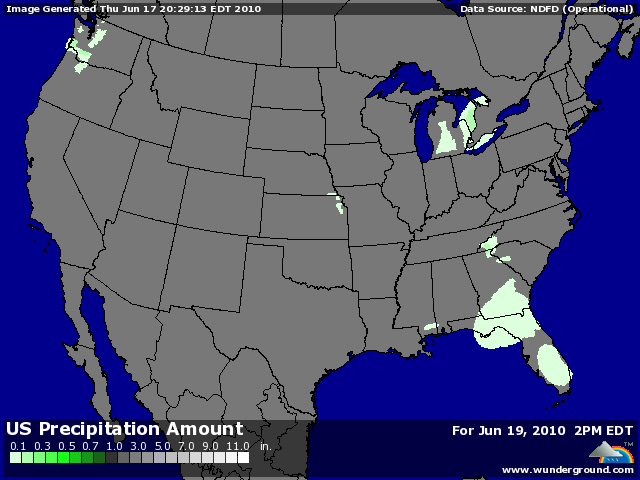 Image Generated Thu Jun 17 20:29:13 EDT 2010
Data Source: NDFD (Operational)
US Precipitation Amount
For Jun 19, 2010 2PM EDT
0.1 0.3 0.5 0.7 1.0 3.0 5.0 7.0 9.0 11.0 in.
TM
www.wunderground.com